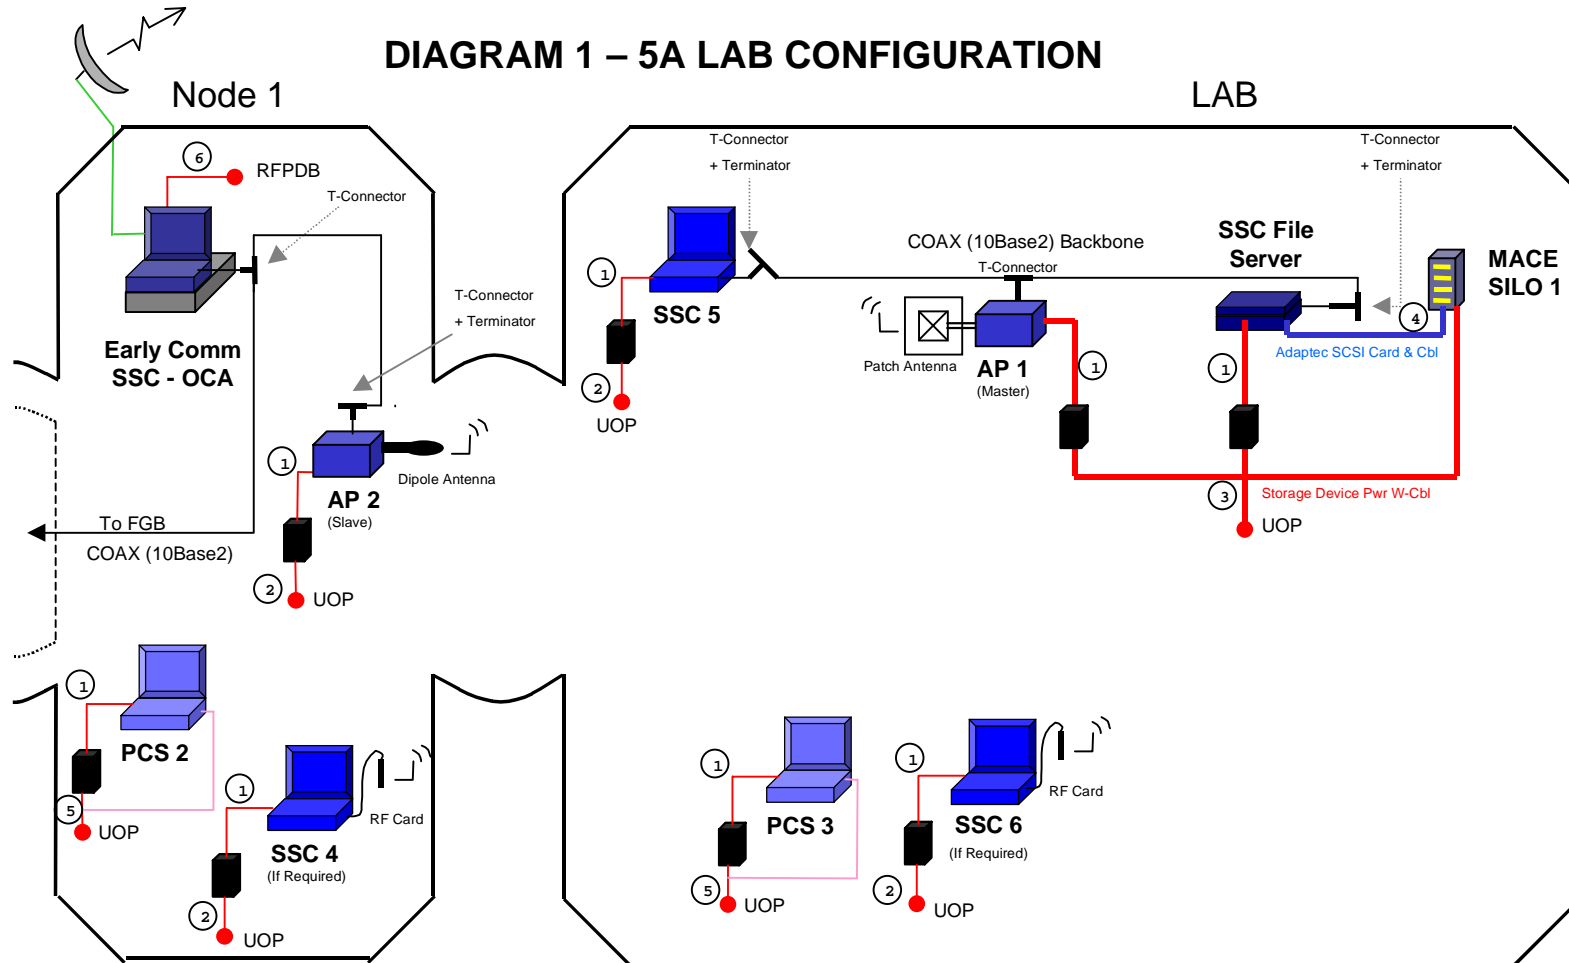 DIAGRAM 1 – 5A LAB CONFIGURATION
Node 1
LAB
6
RFPDB
T-Connector
Early Comm
SSC - OCA
T-Connector
+ Terminator
1
AP 2
(Slave)
Dipole Antenna
2
UOP
To FGB
COAX (10Base2)
1
PCS 2
5
UOP
1
SSC 4
(If Required)
RF Card
2
UOP
T-Connector
+ Terminator
1
SSC 5
2
UOP
COAX (10Base2) Backbone
T-Connector
Patch Antenna
AP 1
(Master)
1
T-Connector
+ Terminator
SSC File
Server
MACE
SILO 1
4
Adaptec SCSI Card & Cbl
1
3
Storage Device Pwr W-Cbl
UOP
1
PCS 3
5
UOP
1
SSC 6
(If Required)
RF Card
2
UOP